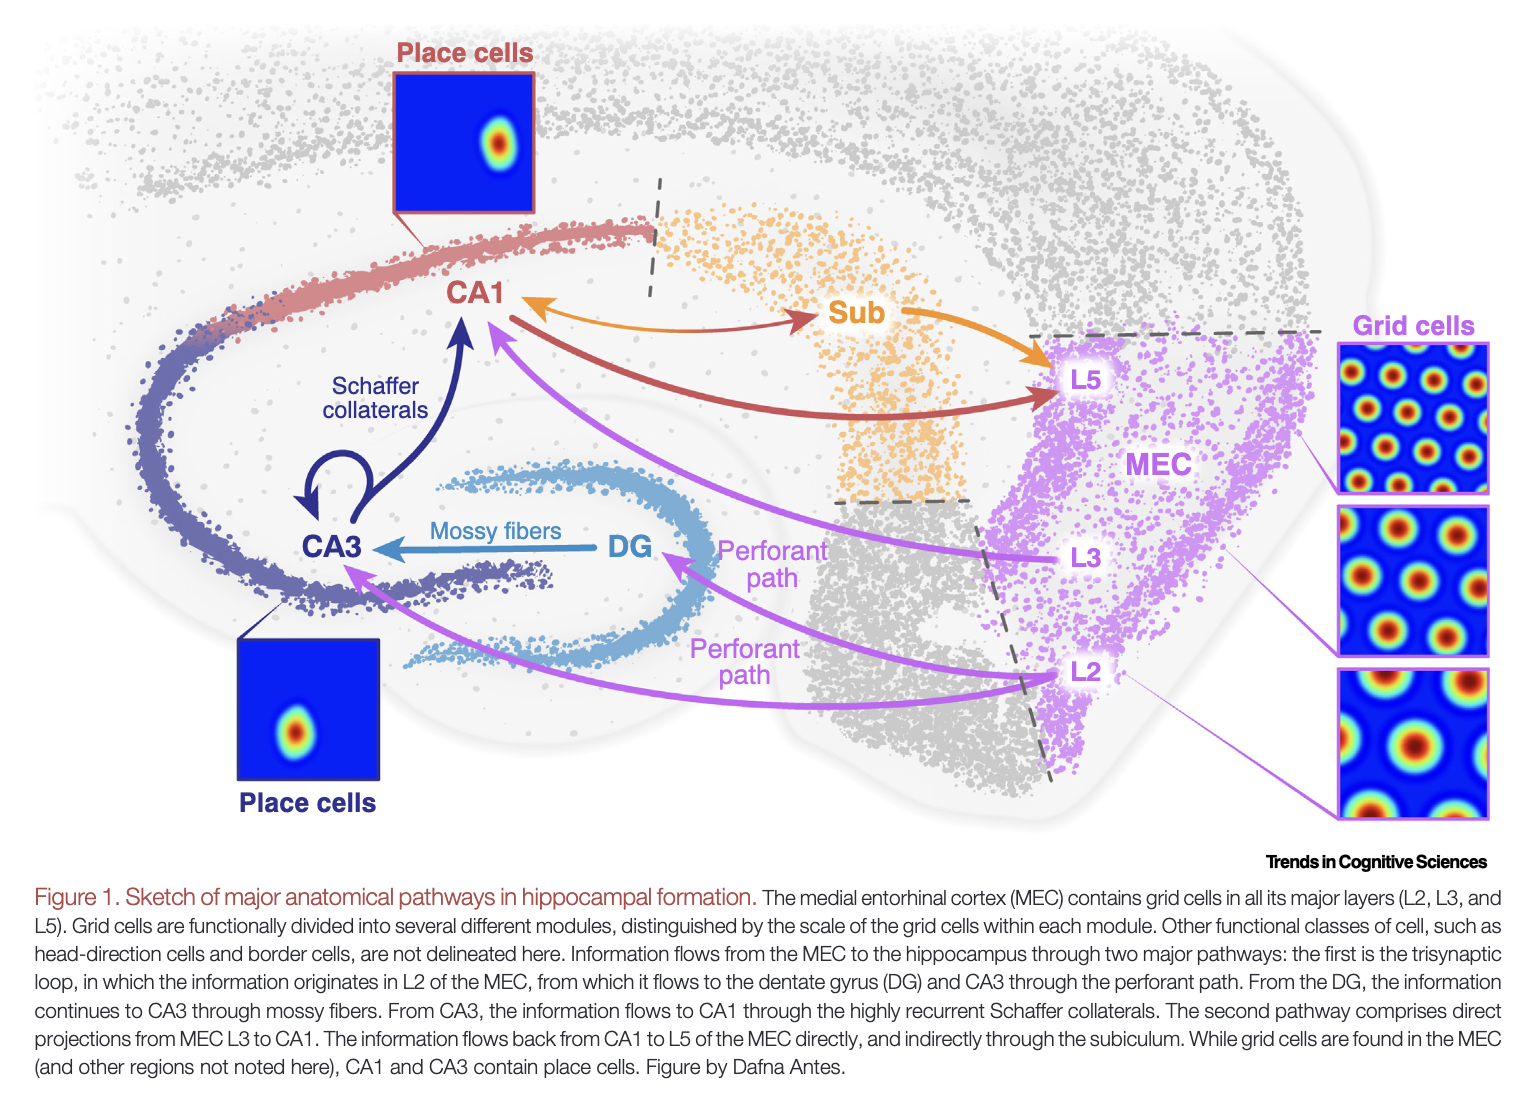 Place cells
CA1
Sub
Grid cells
L5
Schaffer
collaterals
MEC
Mossy fibers
CA3
DG
Perforant
path
L3
Perforant
path
L2
Place cells
Trends in Cognitive Sciences
Figure 1. Sketch of major anatomical pathways in hippocampal formation. The medial entorhinal cortex (MEC) contains grid cells in all its major layers (L2, L3, and
L5). Grid cells are functionally divided into several different modules, distinguished by the scale of the grid cells within each module. Other functional classes of cell, such as
head-direction cells and border cells, are not delineated here. Information flows from the MEC to the hippocampus through two major pathways: the first is the trisynaptic
loop, in which the information originates in L2 of the MEC, from which it flows to the dentate gyrus (DG) and CA3 through the perforant path. From the DG, the information
continues to CA3 through mossy fibers. From CA3, the information flows to CA1 through the highly recurrent Schaffer collaterals. The second pathway comprises direct
projections from MEC L3 to CA1. The information flows back from CA1 to L5 of the MEC directly, and indirectly through the subiculum. While grid cells are found in the MEC
(and other regions not noted here), CA1 and CA3 contain place cells. Figure by Dafna Antes.